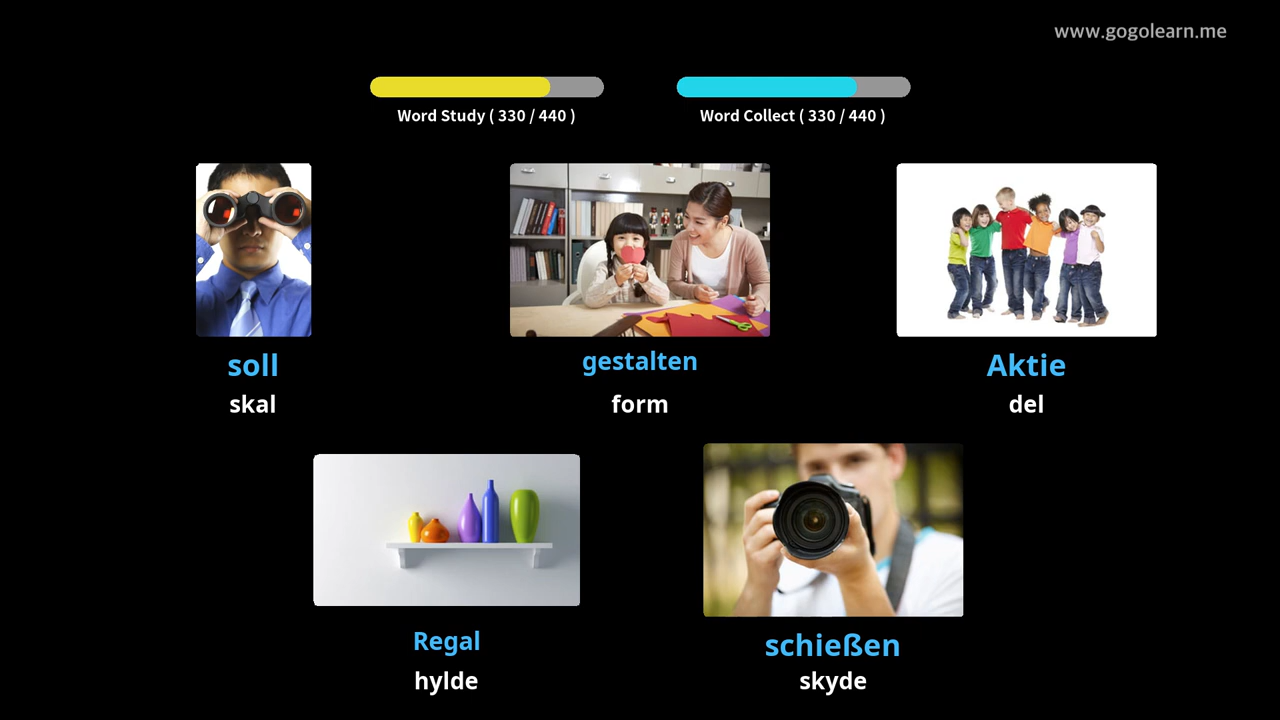 www.gogolearn.me
Word Study ( 330 / 440 )
Word Collect ( 330 / 440 )
soll
skal
gestalten
form
Aktie
del
Regal
hylde
schießen
skyde